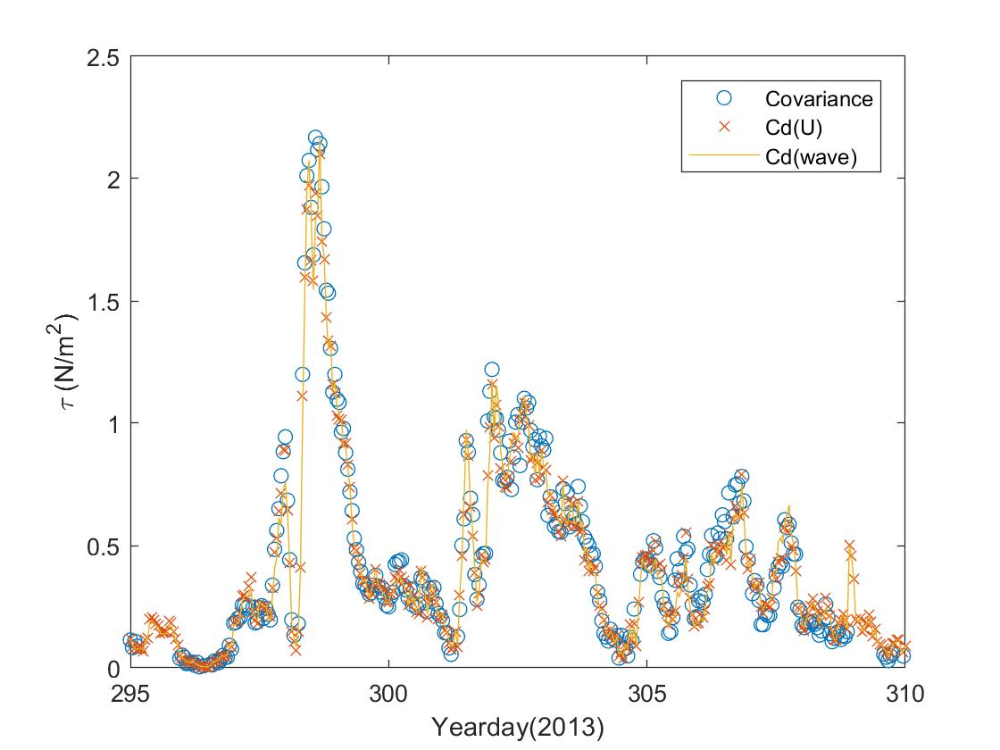 2.5
2
1.5
1
0.5
0
τ (N/m²)
Covariance
Cd(U)
Cd(wave)
295 300 305 310
Yearday(2013)